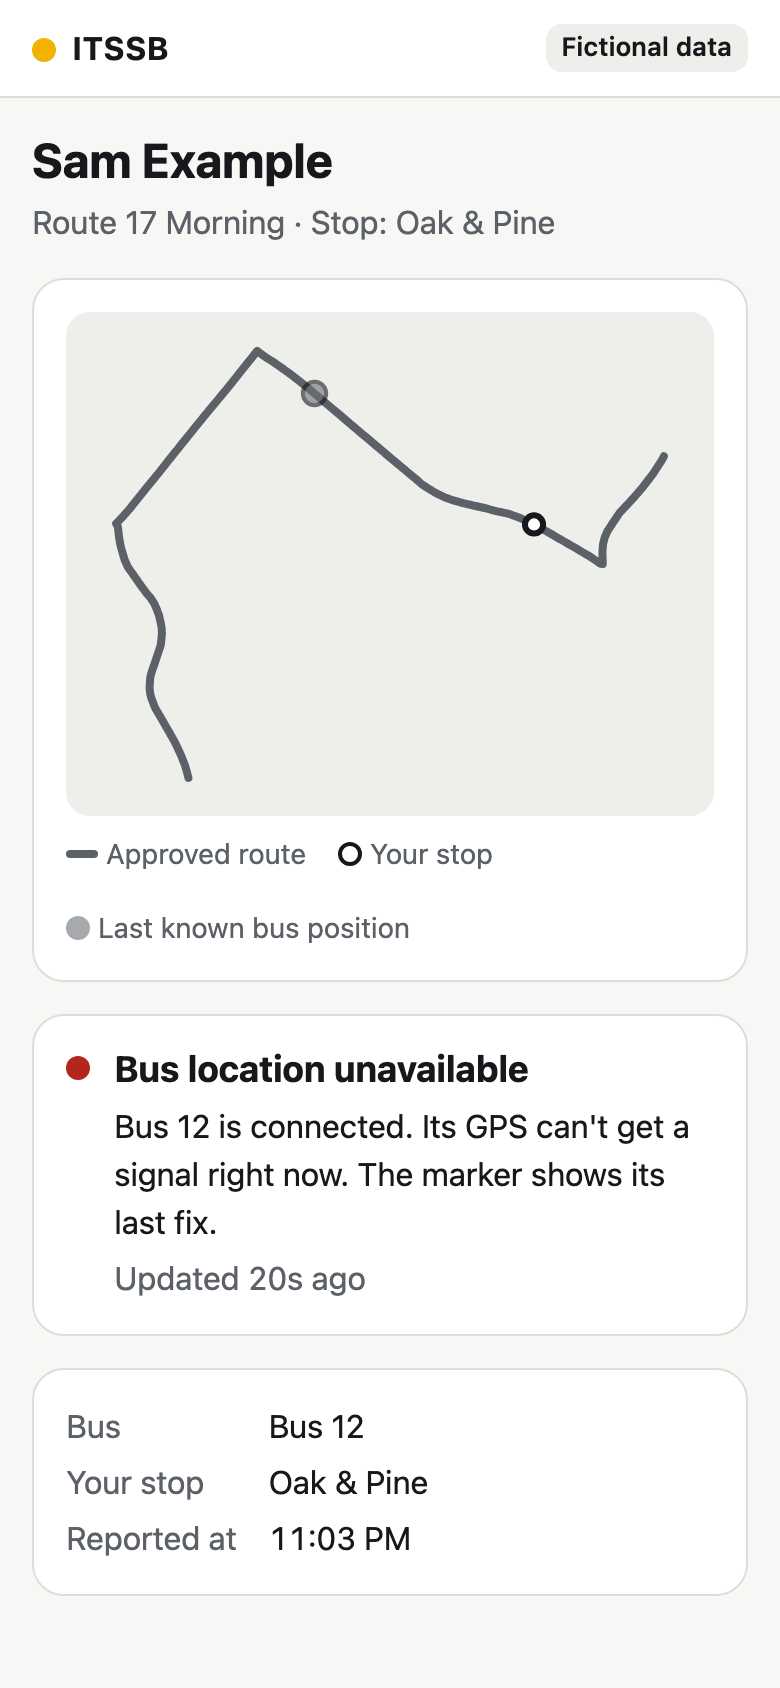 ITSSB
Fictional data
Sam Example
Route 17 Morning · Stop: Oak & Pine
Approved route
Your stop
Last known bus position
Bus location unavailable
Bus 12 is connected. Its GPS can't get a
signal right now. The marker shows its
last fix.
Updated 20s ago
Bus Bus 12
Your stop Oak & Pine
Reported at 11:03 PM